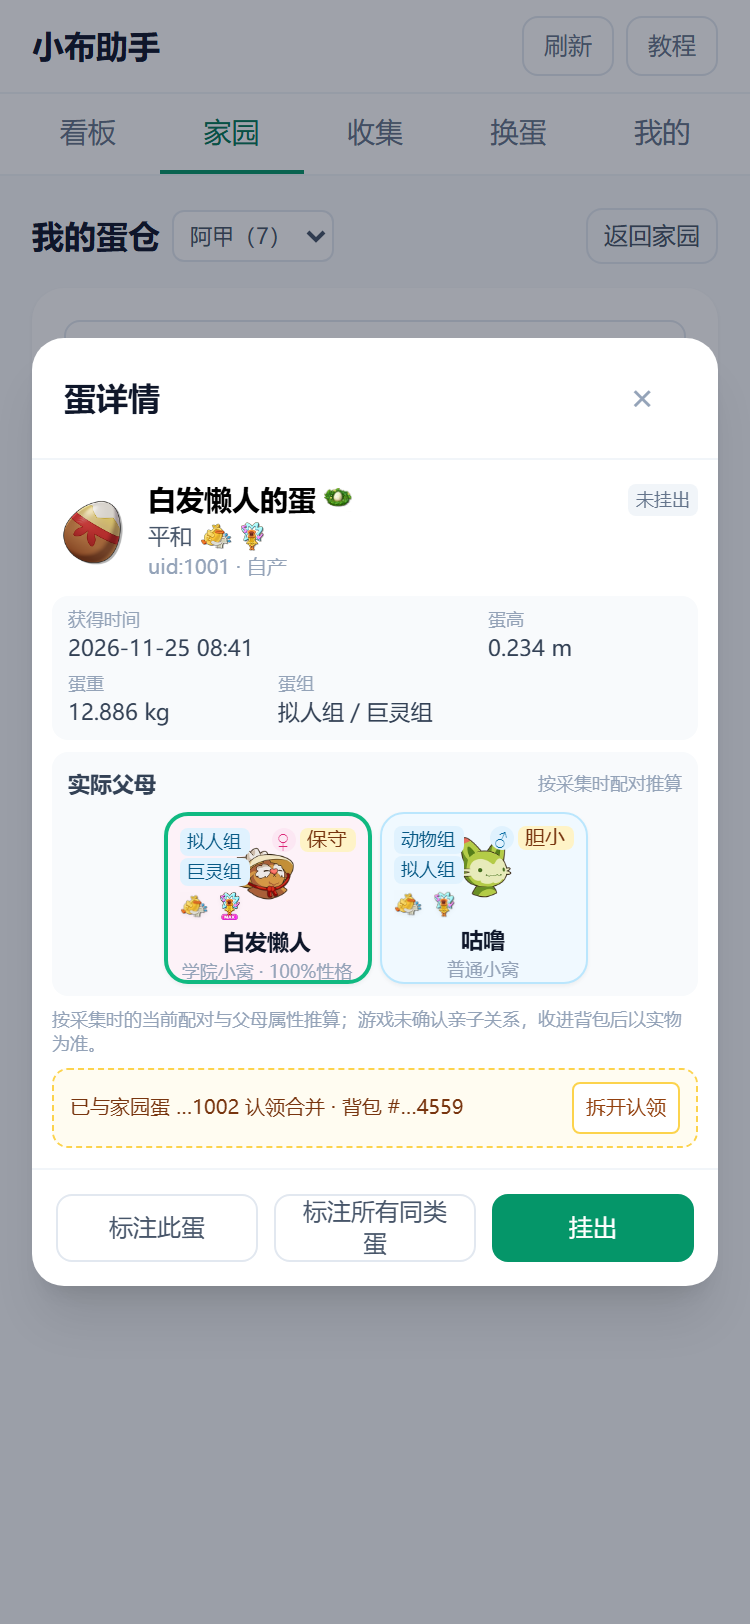 小布助手
刷新
教程
看板
家园
收集
换蛋
我的
我的蛋仓
阿甲（7）
返回家园
蛋详情
×
白发懒人的蛋
未挂出
平和
uid:1001 · 自产
获得时间
蛋高
2026-11-25 08:41
0.234 m
蛋重
蛋组
12.886 kg
拟人组 / 巨灵组
实际父母
按采集时配对推算
拟人组
♀
保守
巨灵组
MAX
白发懒人
学院小窝 · 100%性格
动物组
♂
胆小
拟人组
咕噜
普通小窝
按采集时的当前配对与父母属性推算；游戏未确认亲子关系，收进背包后以实物
为准。
已与家园蛋 …1002 认领合并 · 背包 #…4559
拆开认领
标注此蛋
标注所有同类
蛋
挂出